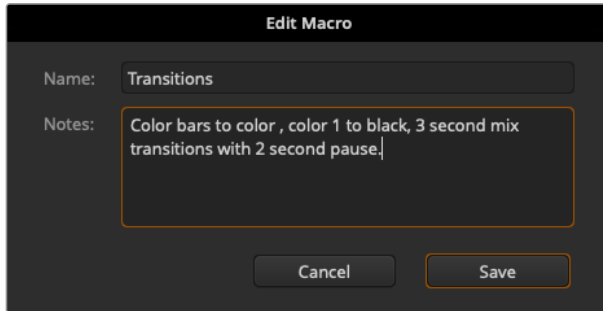 Edit Macro
Name: Transitions
Notes: Color bars to color , color 1 to black, 3 second mix
transitions with 2 second pause.
Cancel Save